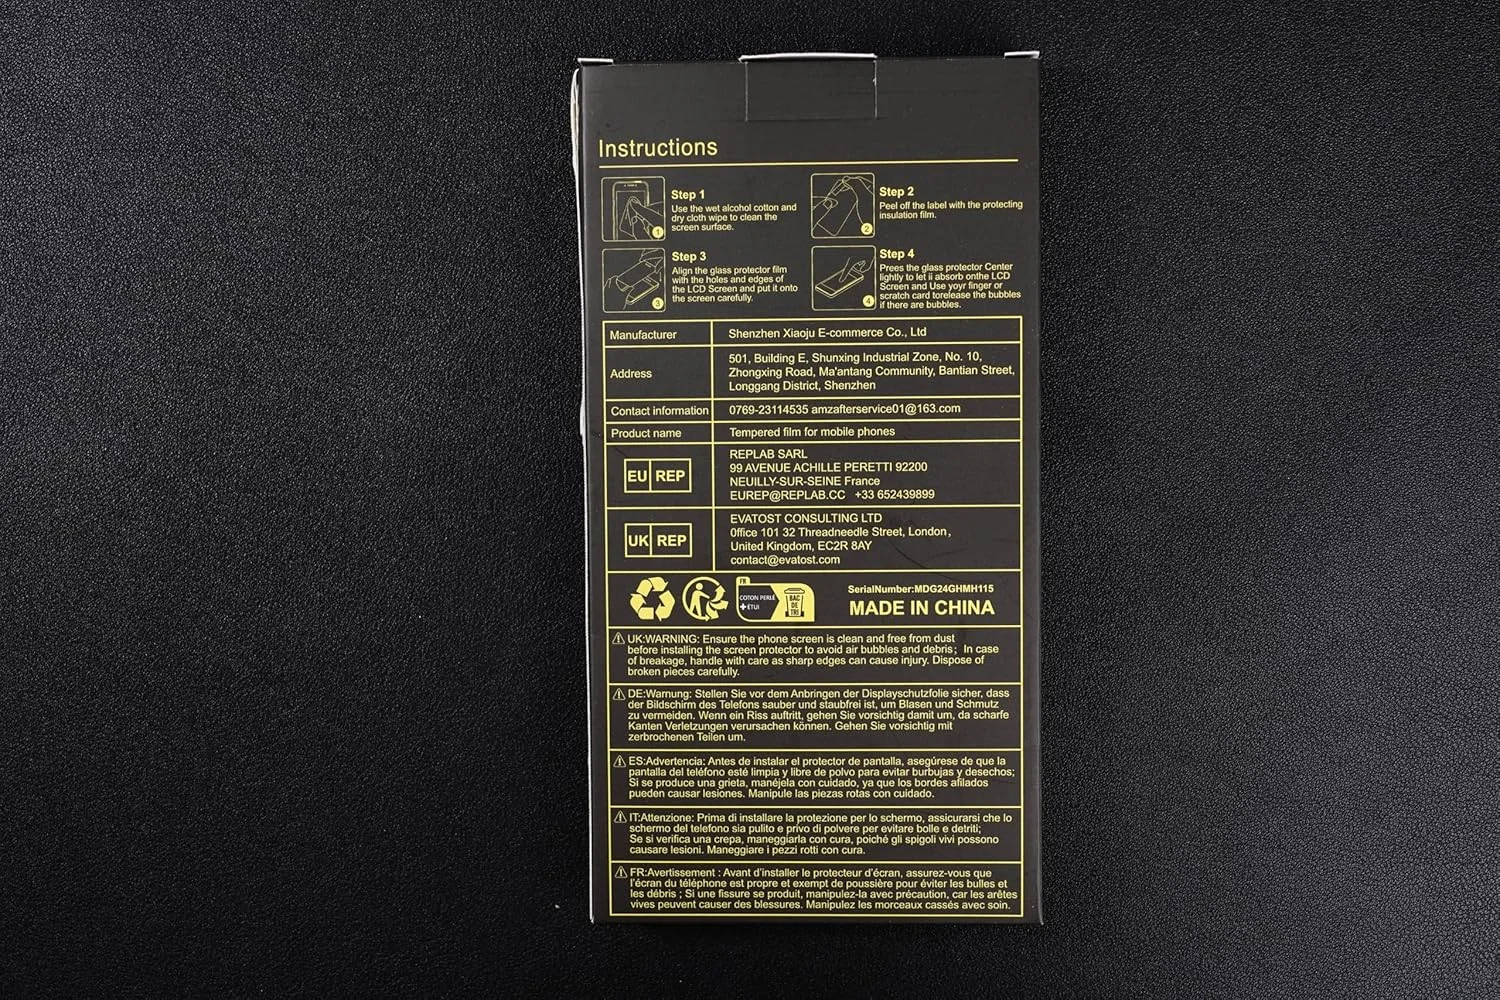 Instructions
Step 1
Use the wet alcohol cotton and
dry cloth wipe to clean the
screen surface.
1
Step 2
Peel off the label with the protecting
insulation film.
2
Step 3
Align the glass protector film
with the holes and edges of
the LCD Screen and put it onto
the screen carefully.
3
Step 4
Prees the glass protector Center
lightly to let ii absorb onthe LCD
Screen and Use yoyr finger or
scratch card torelease the bubbles
if there are bubbles.
4
Manufacturer
Shenzhen Xiaoju E-commerce Co., Ltd
Address
501, Building E, Shunxing Industrial Zone, No. 10,
Zhongxing Road, Ma'antang Community, Bantian Street,
Longgang District, Shenzhen
Contact information
0769-23114535 amzafterservice01@163.com
Product name
Tempered film for mobile phones
EU REP
REPLAB SARL
99 AVENUE ACHILLE PERETTI 92200
NEUILLY-SUR-SEINE France
EUREP@REPLAB.CC +33 652439899
UK REP
EVATOST CONSULTING LTD
0ffice 101 32 Threadneedle Street, London，
United Kingdom, EC2R 8AY
contact@evatost.com
FR
COTON PERLE
+ÉTUI
BAC
DE
TRI
SerialNumber:MDG24GHMH115
MADE IN CHINA
UK:WARNING: Ensure the phone screen is clean and free from dust
before installing the screen protector to avoid air bubbles and debris；In case
of breakage, handle with care as sharp edges can cause injury. Dispose of
broken pieces carefully.
DE:Warnung: Stellen Sie vor dem Anbringen der Displayschutzfolie sicher, dass
der Bildschirm des Telefons sauber und staubfrei ist, um Blasen und Schmutz
zu vermeiden. Wenn ein Riss auftritt, gehen Sie vorsichtig damit um, da scharfe
Kanten Verletzungen verursachen können. Gehen Sie vorsichtig mit
zerbrochenen Teilen um.
ES:Advertencia: Antes de instalar el protector de pantalla, asegúrese de que la
pantalla del teléfono esté limpia y libre de polvo para evitar burbujas y desechos;
Si se produce una grieta, manéjela con cuidado, ya que los bordes afilados
pueden causar lesiones. Manipule las piezas rotas con cuidado.
IT:Attenzione: Prima di installare la protezione per lo schermo, assicurarsi che lo
schermo del telefono sia pulito e privo di polvere per evitare bolle e detriti;
Se si verifica una crepa, maneggiarla con cura, poiché gli spigoli vivi possono
causare lesioni. Maneggiare i pezzi rotti con cura.
FR:Avertissement : Avant d'installer le protecteur d'écran, assurez-vous que
l'écran du téléphone est propre et exempt de poussière pour éviter les bulles et
les débris ; Si une fissure se produit, manipulez-la avec précaution, car les arêtes
vives peuvent causer des blessures. Manipulez les morceaux cassés avec soin.